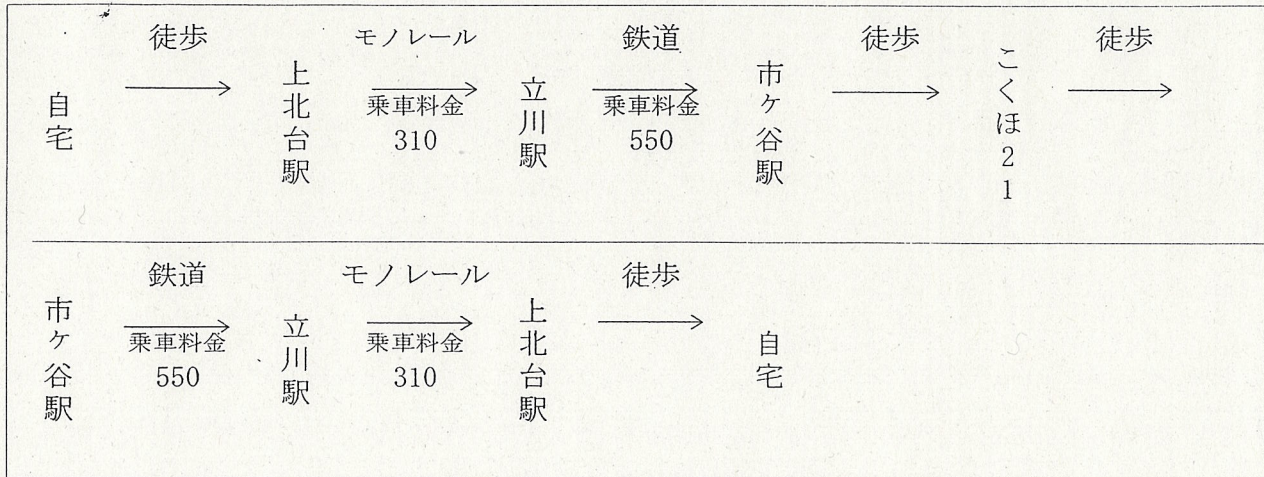 徒歩 モノレール 鉄道 徒歩 徒歩
自宅 → 上北台駅 → 立川駅 → 市ケ谷駅 → こくほ21 →
乗車料金 乗車料金
310 550
鉄道 モノレール 徒歩
市ケ谷駅 → 立川駅 → 上北台駅 → 自宅
乗車料金 乗車料金
550 310